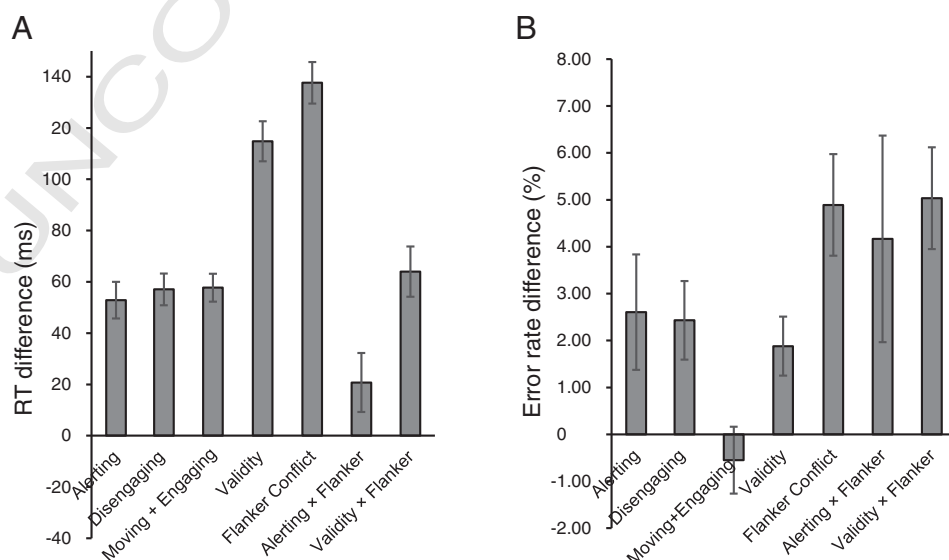 A
RT difference (ms)
140
20
100
80
60
40
20
0
-20
-40
Alerting
Disengaging
Moving + Engaging
Validity
Flanker Conflict
Alerting × Flanker
Validity × Flanker
UNCO
B
Error rate difference (%)
8.00
7.00
6.00
5.00
4.00
3.00
2.00
1.00
0
-1.00
-2.00
Alerting
Disengaging
Moving+Engaging
Validity
Flanker Conflict
Alerting × Flanker
Validity × Flanker